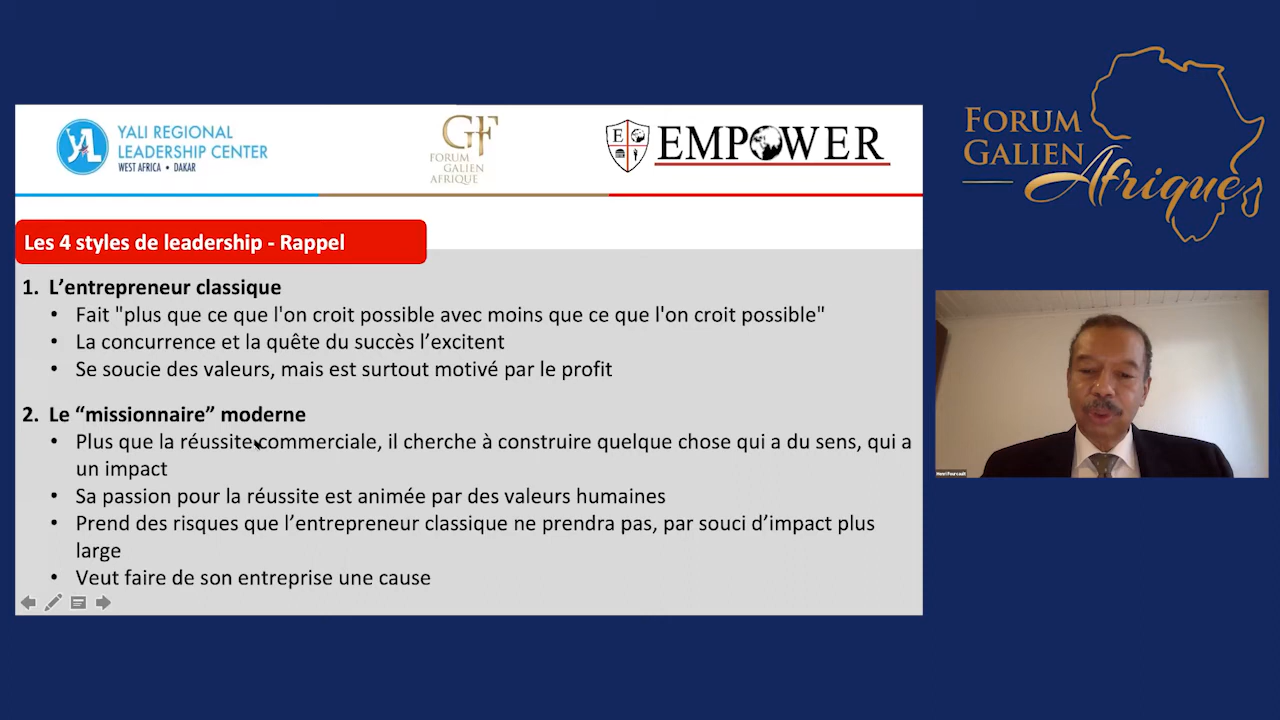 YALI REGIONAL
LEADERSHIP CENTER
WEST AFRICA • DAKAR
GF
FORUM
GALIEN
AFRIQUE
E
EMPOWER
FORUM
GALIEN
Afrique
Les 4 styles de leadership - Rappel
1. L’entrepreneur classique
• Fait "plus que ce que l'on croit possible avec moins que ce que l'on croit possible"
• La concurrence et la quête du succès l’excitent
• Se soucie des valeurs, mais est surtout motivé par le profit
2. Le “missionnaire” moderne
• Plus que la réussite commerciale, il cherche à construire quelque chose qui a du sens, qui a
un impact
• Sa passion pour la réussite est animée par des valeurs humaines
• Prend des risques que l’entrepreneur classique ne prendra pas, par souci d’impact plus
large
• Veut faire de son entreprise une cause
Henri Fourcault